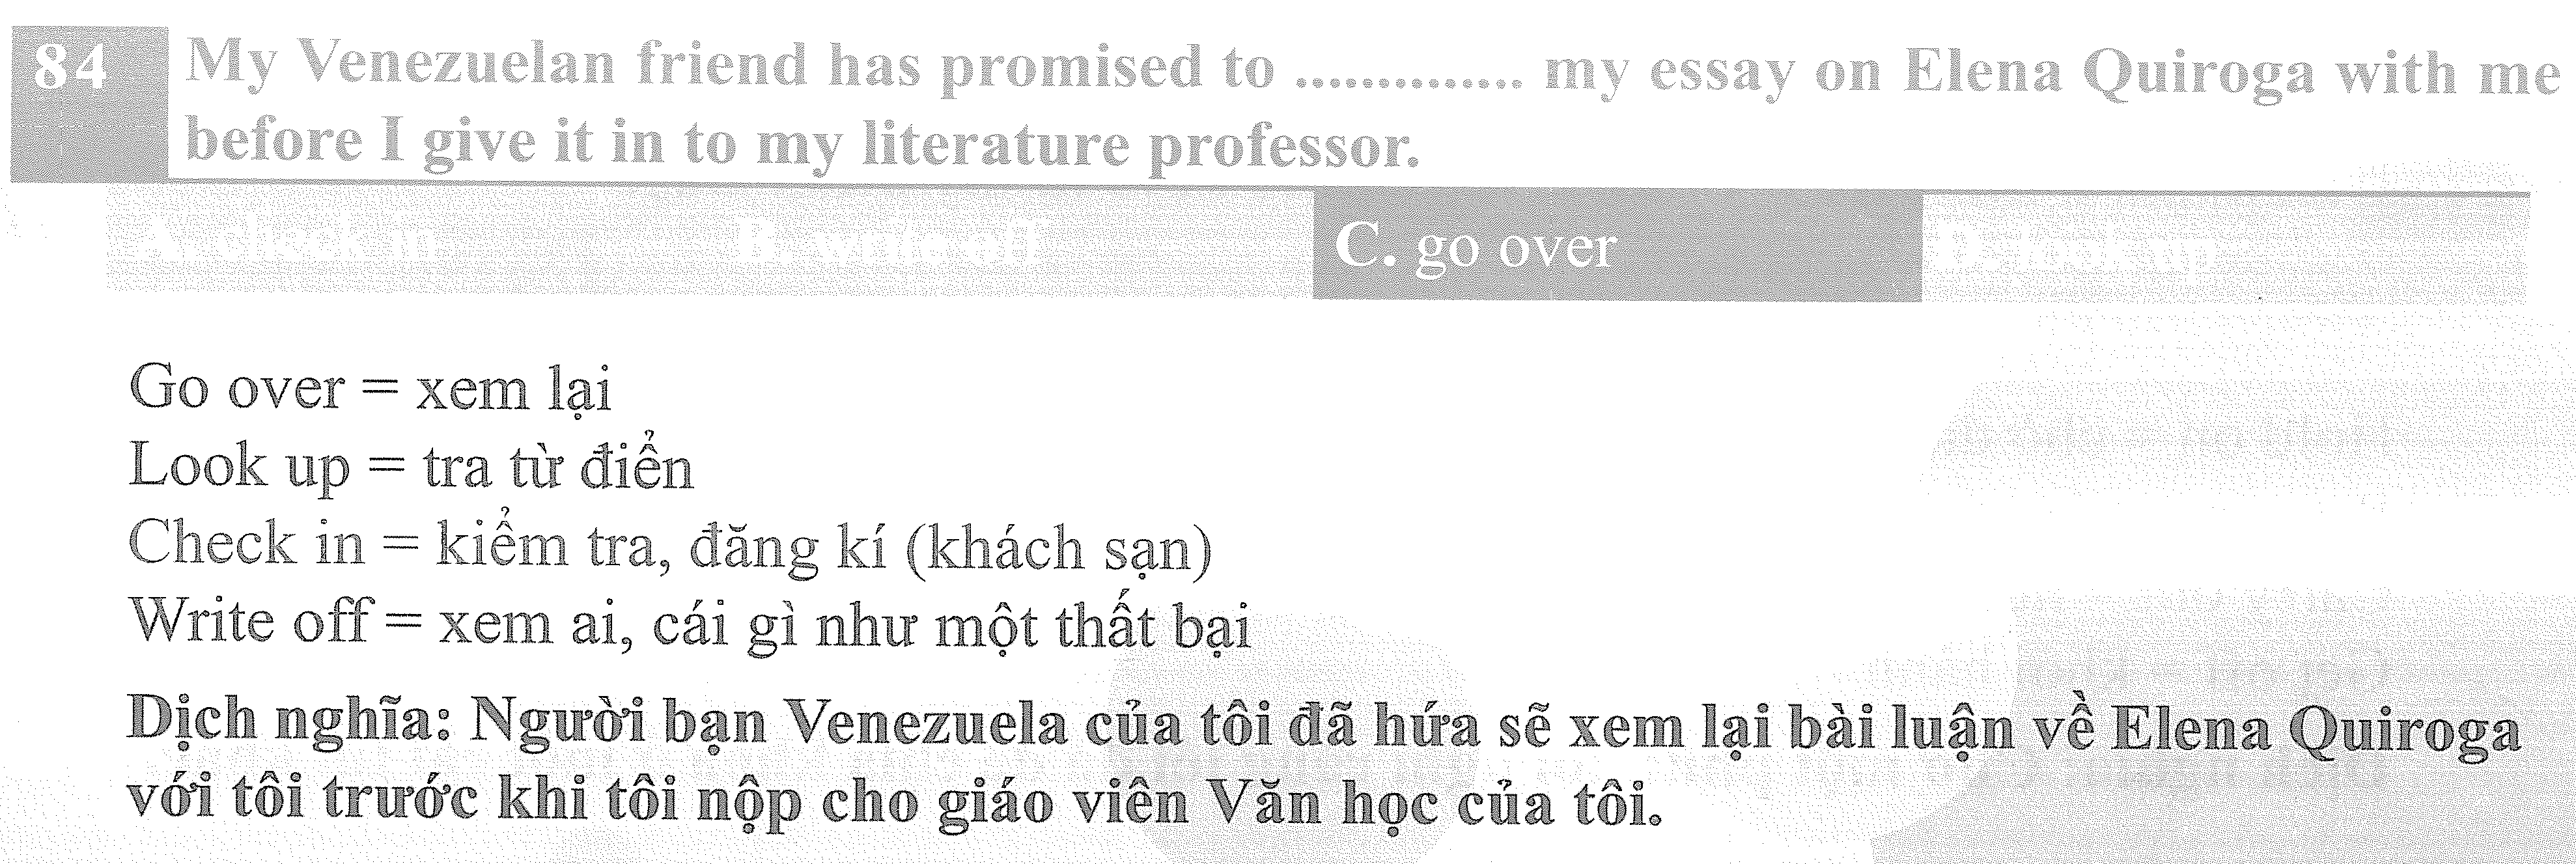 84 My Venezuelan friend has promised to ............. my essay on Elena Quiroga with me
before I give it in to my literature professor.
A. check in B. write off C. go over D. look up
Go over = xem lại
Look up = tra từ điển
Check in = kiểm tra, đăng kí (khách sạn)
Write off = xem ai, cái gì như một thất bại
Dịch nghĩa: Người bạn Venezuela của tôi đã hứa sẽ xem lại bài luận về Elena Quiroga
với tôi trước khi tôi nộp cho giáo viên Văn học của tôi.